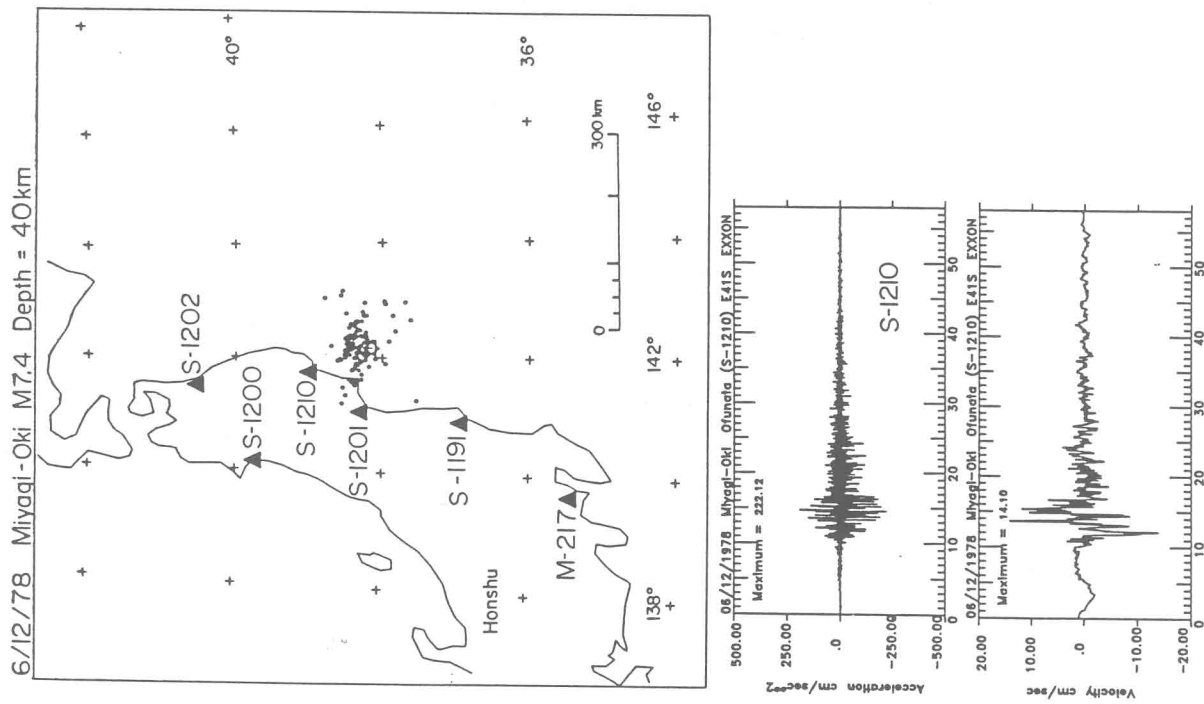 6/12/78 Miyagi-Oki M7.4 Depth = 40km
40°
36°
146°
142°
138°
300 km
0
S-1202
S-1200
S-1210
S-1201
S-1191
M-217
Honshu
06/12/1978 Miyagi-Oki Ofunata (S-1210) E41S EXXON
Maximum = 222.12
S-1210
500.00
250.00
.0
-250.00
-500.00
Acceleration cm/sec**2
0 10 20 30 40 50
06/12/1978 Miyagi-Oki Ofunata (S-1210) E41S EXXON
Maximum = 14.10
20.00
10.00
.0
-10.00
-20.00
Velocity cm/sec
0 10 20 30 40 50